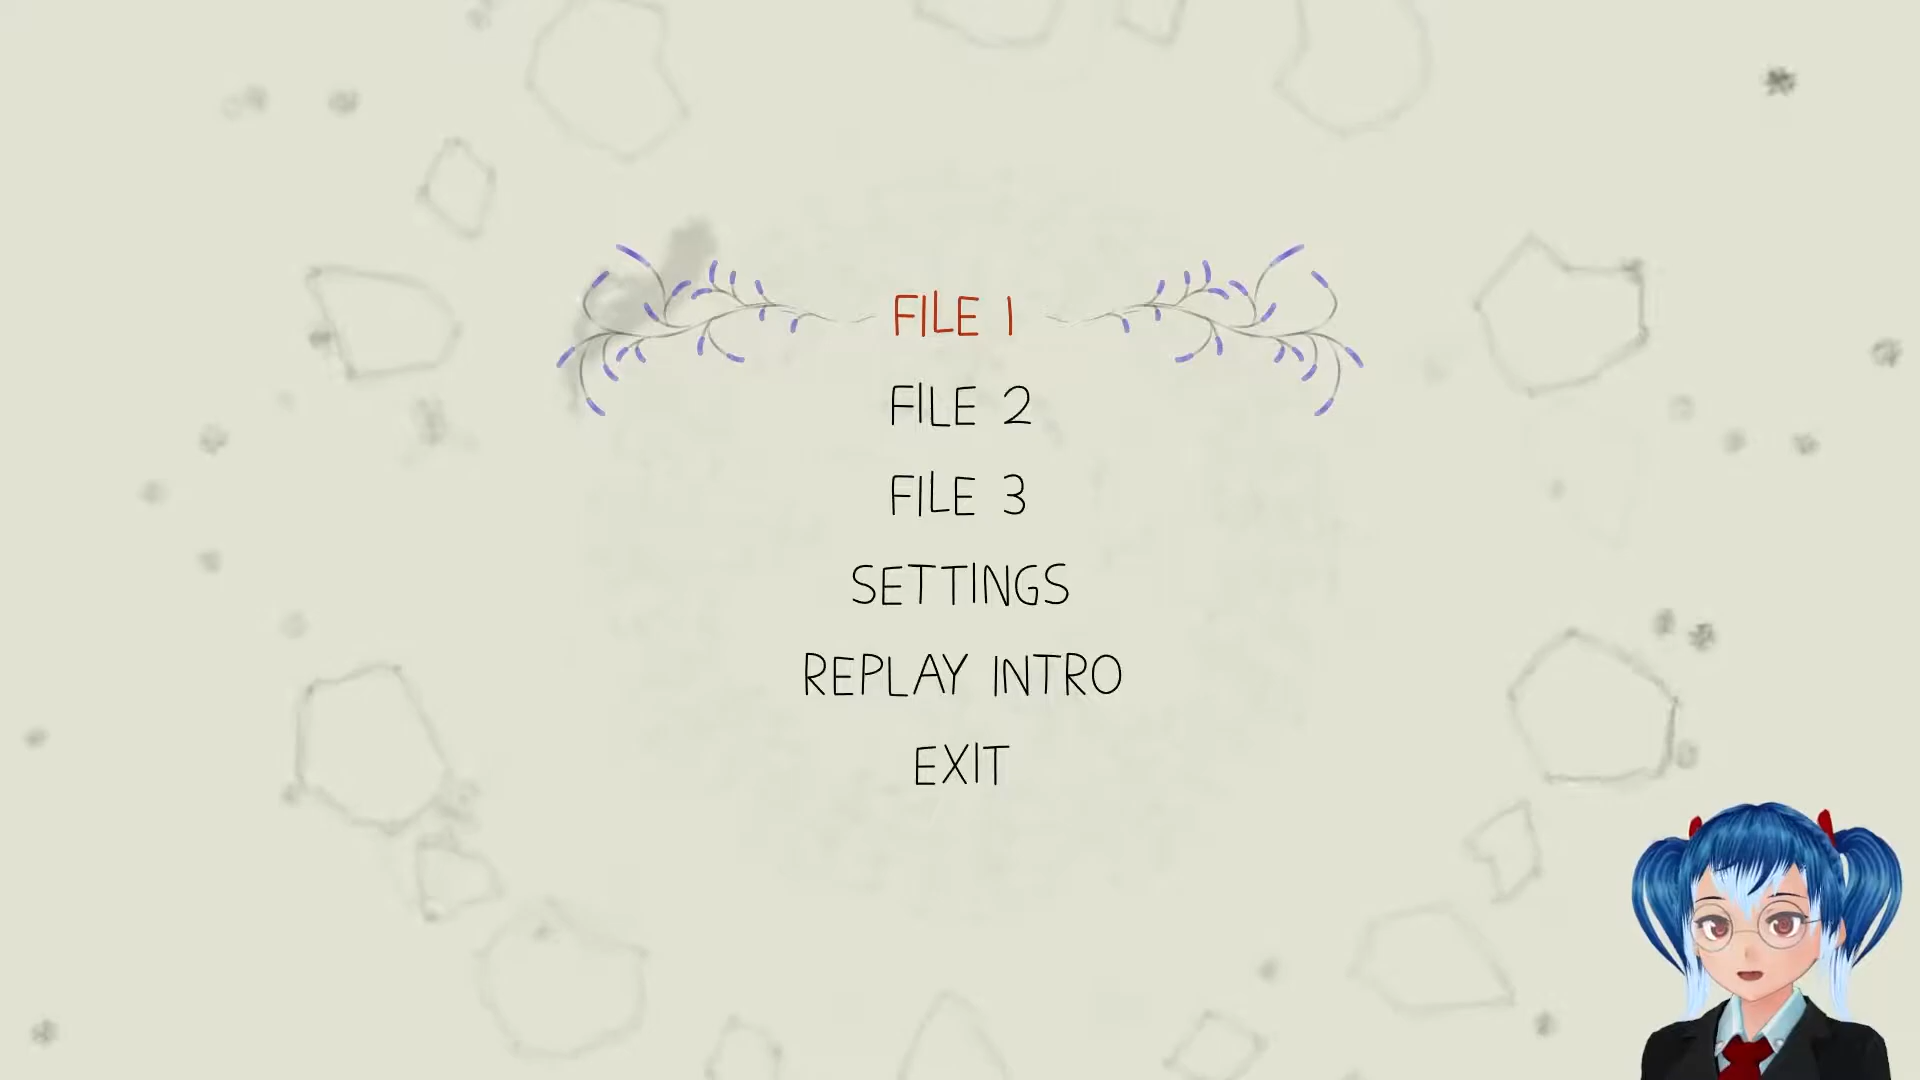 FILE 1
FILE 2
FILE 3
SETTINGS
REPLAY INTRO
EXIT